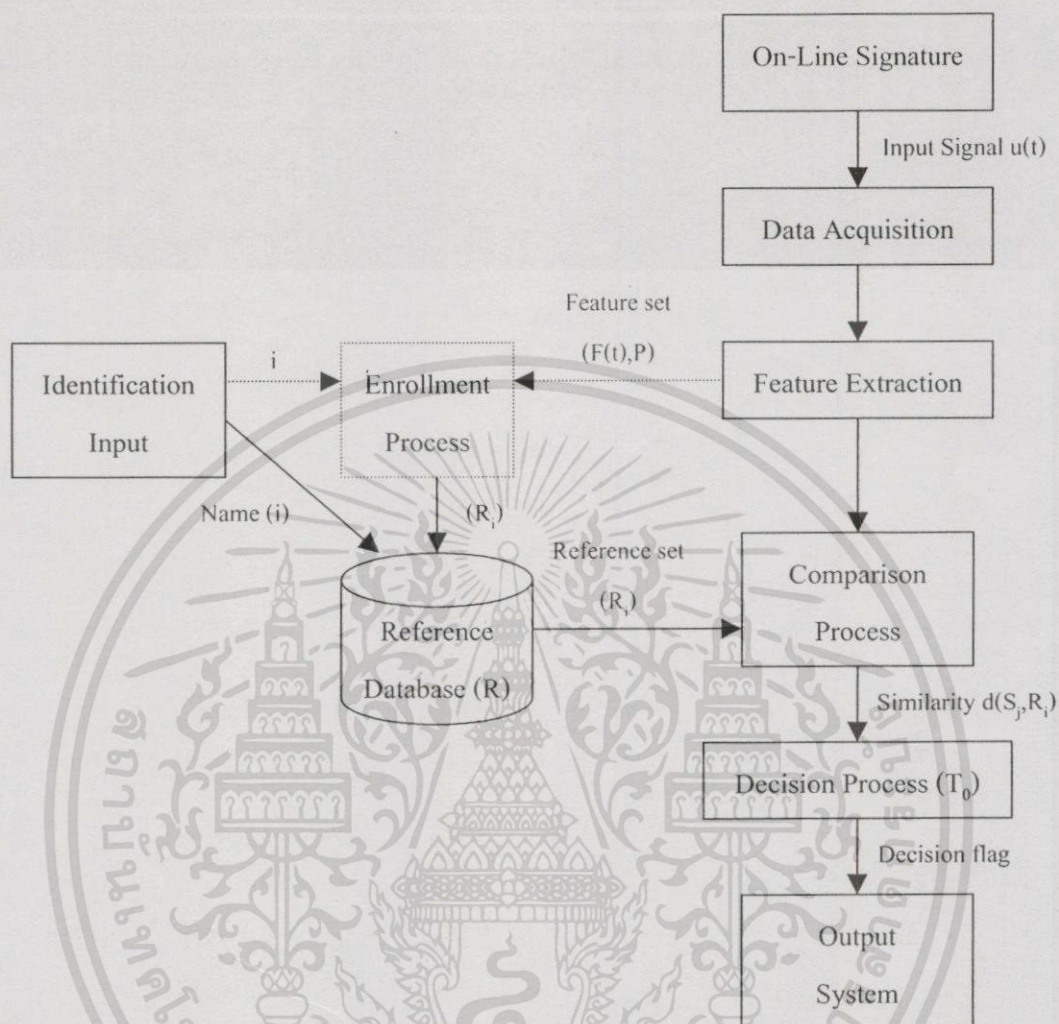 On-Line Signature
Input Signal u(t)
Data Acquisition
Feature set
(F(t),P)
Feature Extraction
Identification
Input
i
Enrollment
Process
Name (i)
(R_i)
Reference
Database (R)
Reference set
(R_i)
Comparison
Process
Similarity d(S_j,R_i)
Decision Process (T_0)
Decision flag
Output
System